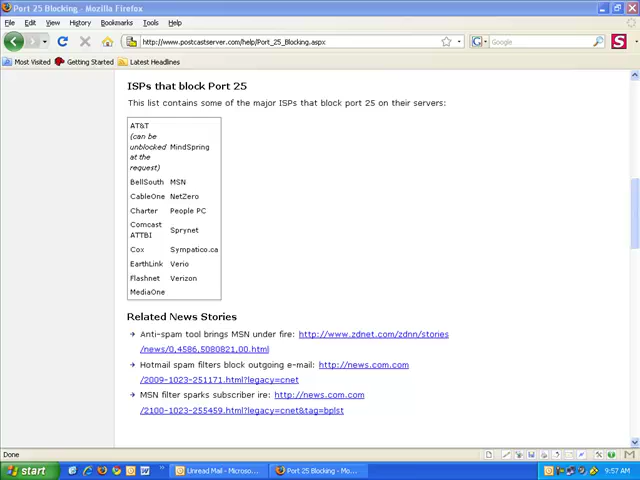 Port 25 Blocking - Mozilla Firefox
File Edit View History Bookmarks Tools Help
http://www.postcastserver.com/help/Port_25_Blocking.aspx
Google
Most Visited Getting Started Latest Headlines
ISPs that block Port 25
This list contains some of the major ISPs that block port 25 on their servers:
AT&T
(can be
unblocked MindSpring
at the
request)
BellSouth MSN
CableOne NetZero
Charter People PC
Comcast
ATTBI Sprynet
Cox Sympatico.ca
EarthLink Verio
Flashnet Verizon
MediaOne
Related News Stories
Anti-spam tool brings MSN under fire: http://www.zdnet.com/zdnn/stories
/news/0,4586,5080821,00.html
Hotmail spam filters block outgoing e-mail: http://news.com.com
/2009-1023-251171.html?legacy=cnet
MSN filter sparks subscriber ire: http://news.com.com
/2100-1023-255459.html?legacy=cnet&tag=bplst
Done
start
Unread Mail - Microso...
Port 25 Blocking - Mo...
9:57 AM